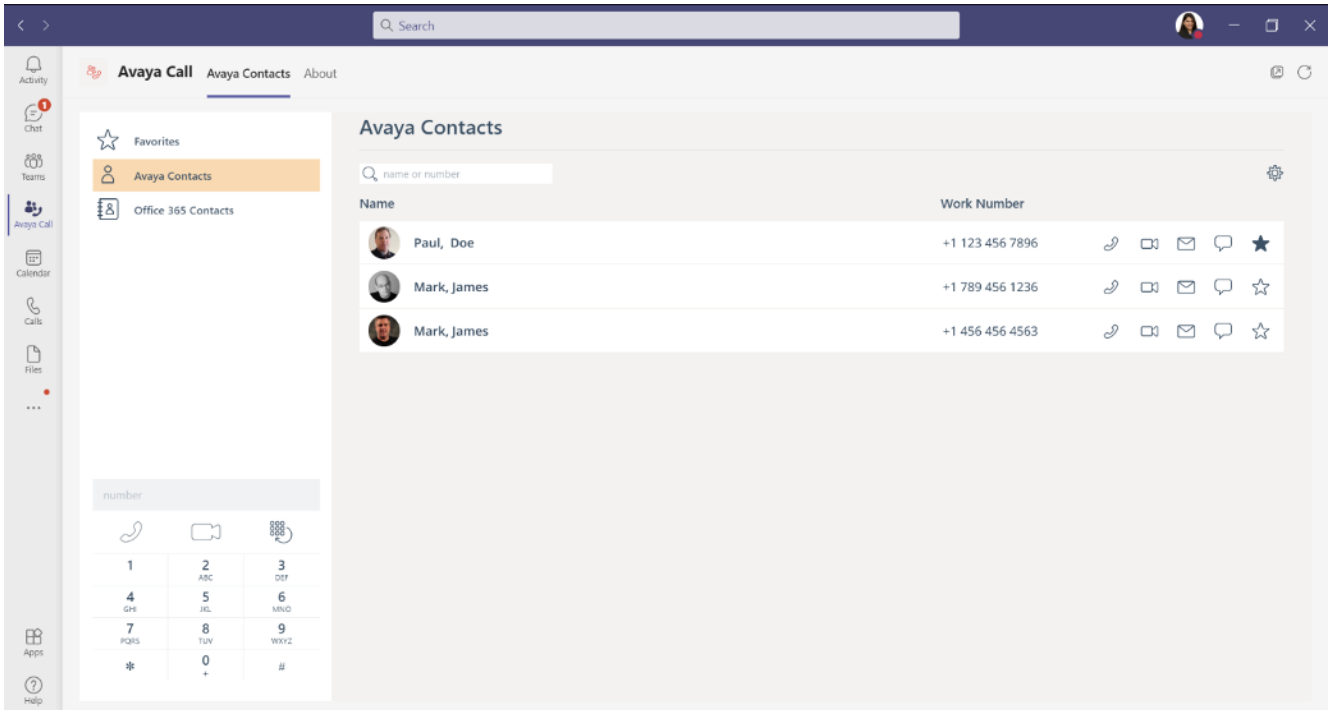 Search
Activity
1
Chat
Teams
Avaya Call
Calendar
Calls
Files
...
Apps
Help
Avaya Call Avaya Contacts About
Favorites
Avaya Contacts
Office 365 Contacts
number
1 2 3
ABC DEF
4 5 6
GHI JKL MNO
7 8 9
PQRS TUV WXYZ
* 0 #
+
Avaya Contacts
name or number
Name Work Number
Paul, Doe +1 123 456 7896
Mark, James +1 789 456 1236
Mark, James +1 456 456 4563